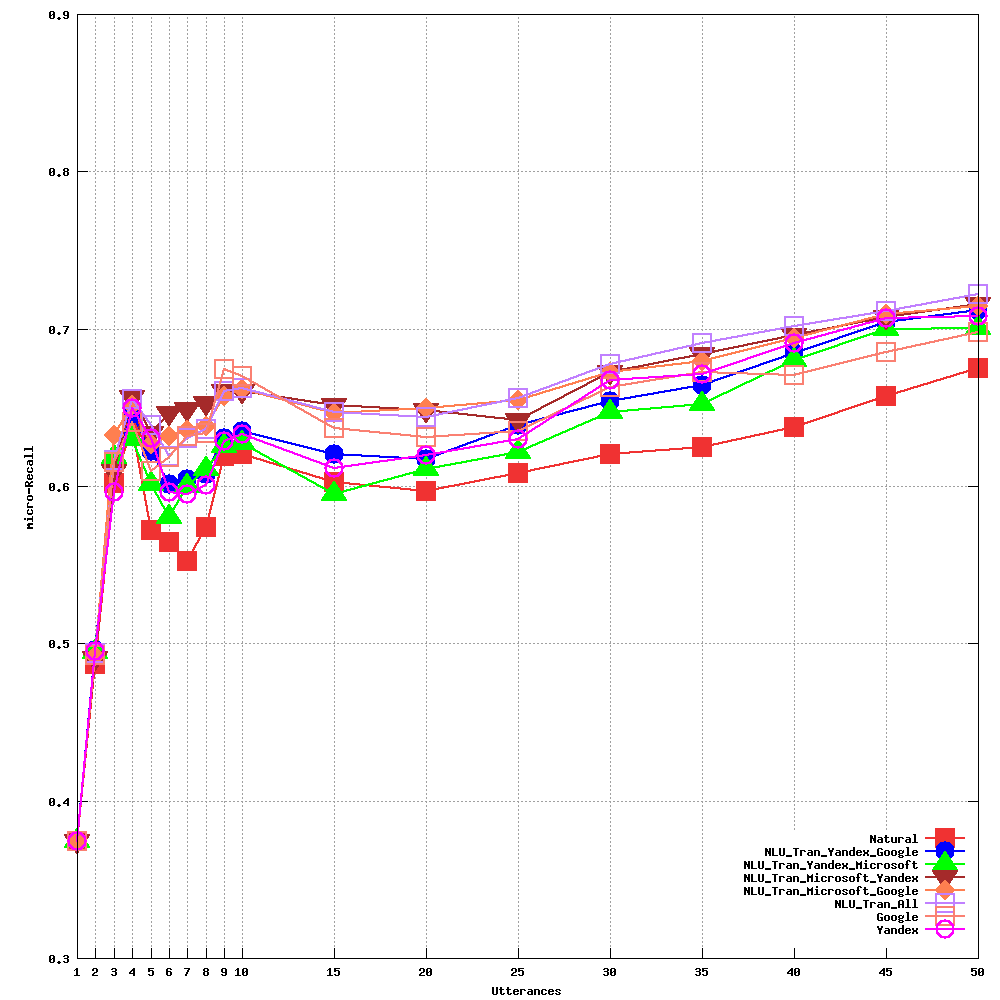 0.9
0.8
0.7
0.6
0.5
0.4
0.3
micro-Recall
Natural
NLU_Tran_Yandex_Google
NLU_Tran_Yandex_Microsoft
NLU_Tran_Microsoft_Yandex
NLU_Tran_Microsoft_Google
NLU_Tran_All
Google
Yandex
1 2 3 4 5 6 7 8 9 10 15 20 25 30 35 40 45 50
Utterances